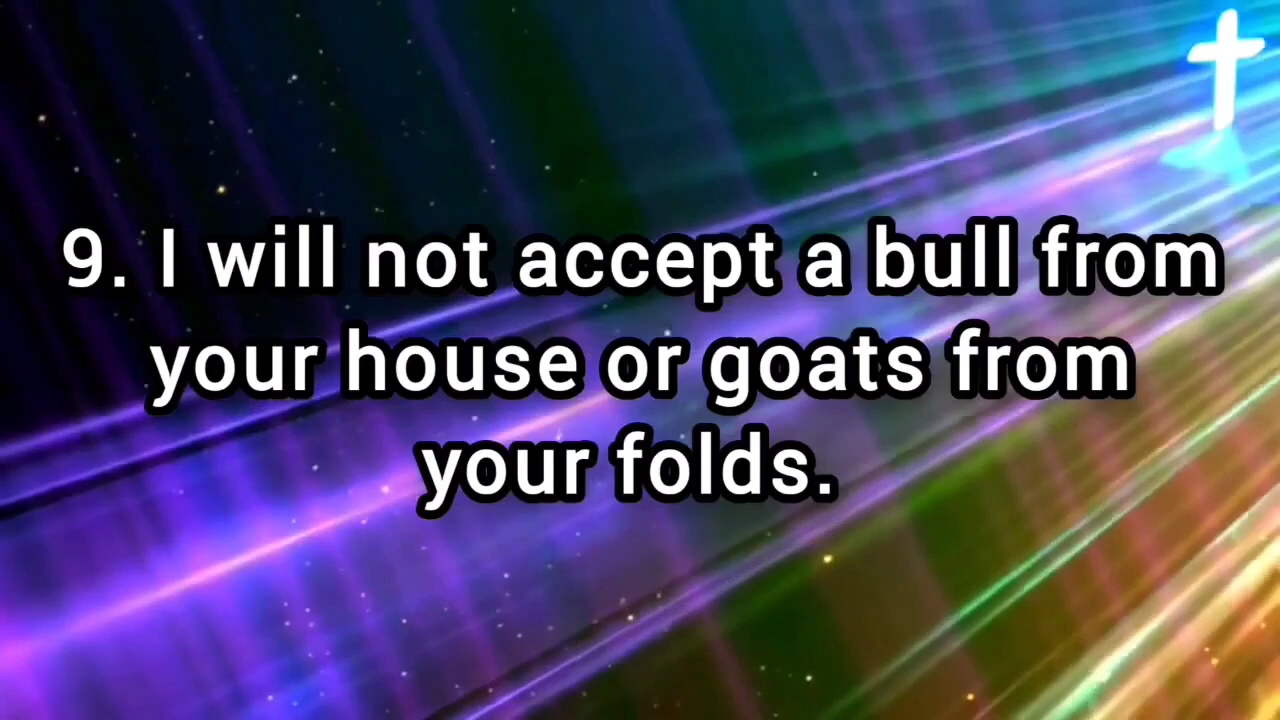 9. I will not accept a bull from
your house or goats from
your folds.